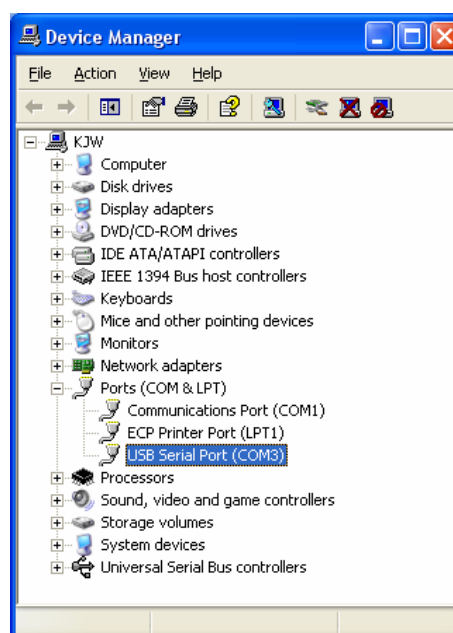 Device Manager
File Action View Help
KJW
Computer
Disk drives
Display adapters
DVD/CD-ROM drives
IDE ATA/ATAPI controllers
IEEE 1394 Bus host controllers
Keyboards
Mice and other pointing devices
Monitors
Network adapters
Ports (COM & LPT)
Communications Port (COM1)
ECP Printer Port (LPT1)
USB Serial Port (COM3)
Processors
Sound, video and game controllers
Storage volumes
System devices
Universal Serial Bus controllers